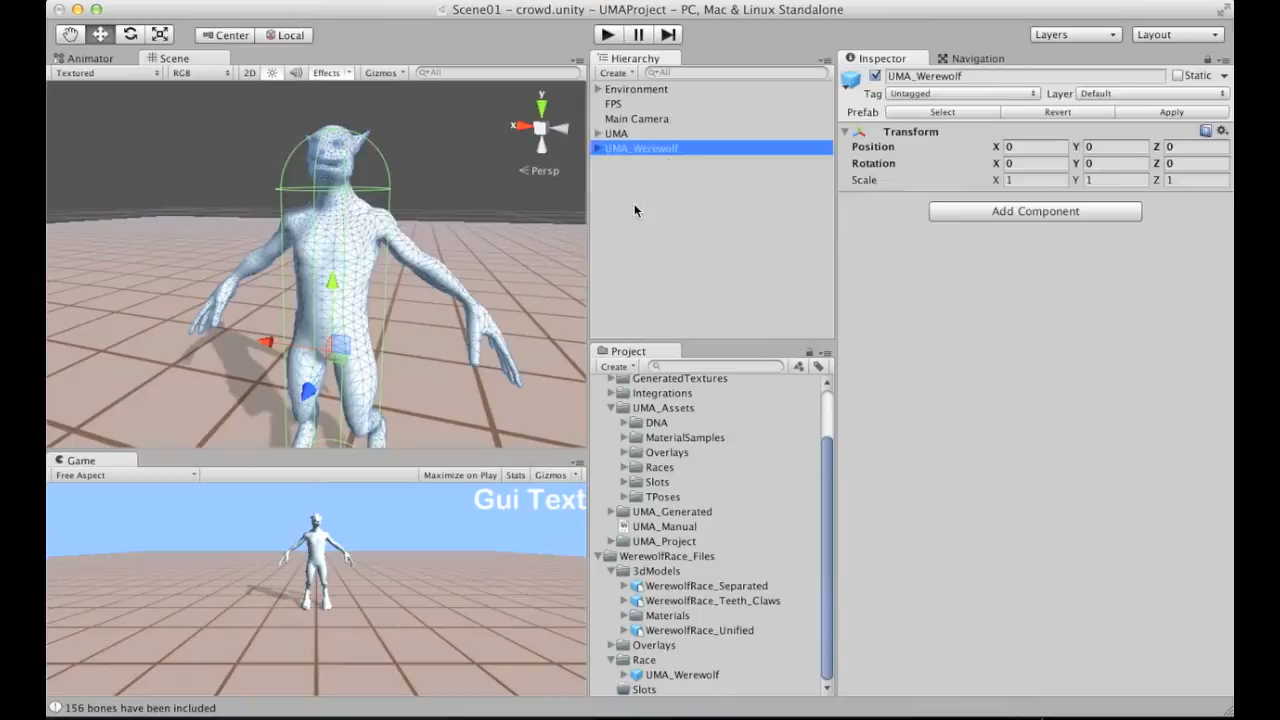 Scene01 – crowd.unity – UMAProject – PC, Mac & Linux Standalone
Center
Local
Layers
Layout
Animator
Scene
Hierarchy
Inspector
Navigation
Textured
RGB
2D
Effects
Gizmos
All
Create
All
UMA_Werewolf
Static
Tag
Untagged
Layer
Default
Prefab
Select
Revert
Apply
Environment
FPS
Main Camera
UMA
UMA_Werewolf
Transform
Position X 0 Y 0 Z 0
Rotation X 0 Y 0 Z 0
Scale X 1 Y 1 Z 1
Add Component
y
x
Persp
Project
Create
GeneratedTextures
Integrations
UMA_Assets
DNA
MaterialSamples
Overlays
Races
Slots
TPoses
UMA_Generated
UMA_Manual
UMA_Project
WerewolfRace_Files
3dModels
WerewolfRace_Separated
WerewolfRace_Teeth_Claws
Materials
WerewolfRace_Unified
Overlays
Race
UMA_Werewolf
Slots
Game
Free Aspect
Maximize on Play
Stats
Gizmos
Gui Text
156 bones have been included